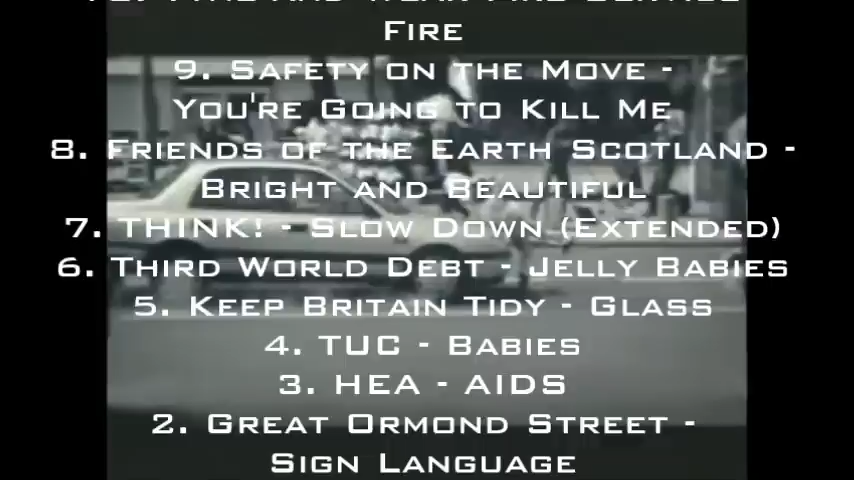 Fire
9. Safety on the Move -
You're Going to Kill Me
8. Friends of the Earth Scotland -
Bright and Beautiful
7. THINK! - Slow Down (Extended)
6. Third World Debt - Jelly Babies
5. Keep Britain Tidy - Glass
4. TUC - Babies
3. HEA - AIDS
2. Great Ormond Street -
Sign Language